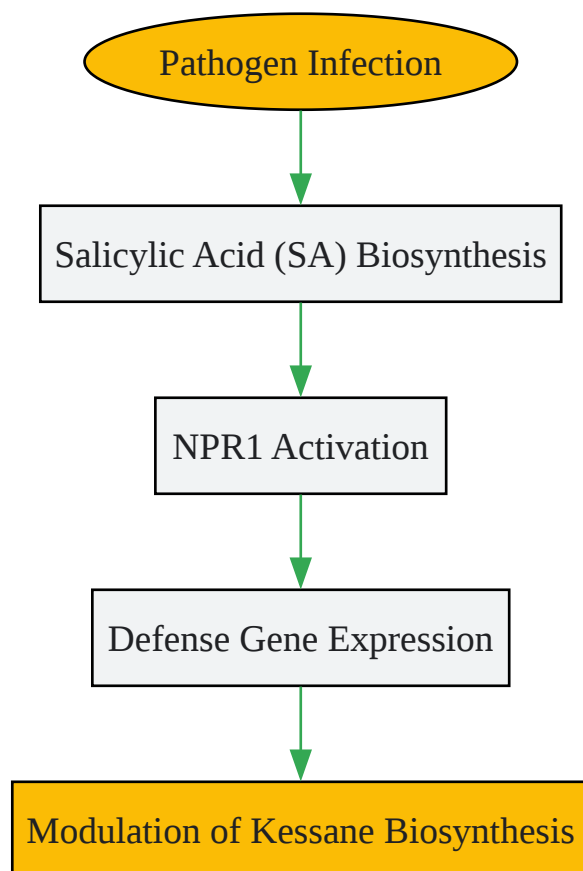 Pathogen Infection
Salicylic Acid (SA) Biosynthesis
NPR1 Activation
Defense Gene Expression
Modulation of Kessane Biosynthesis